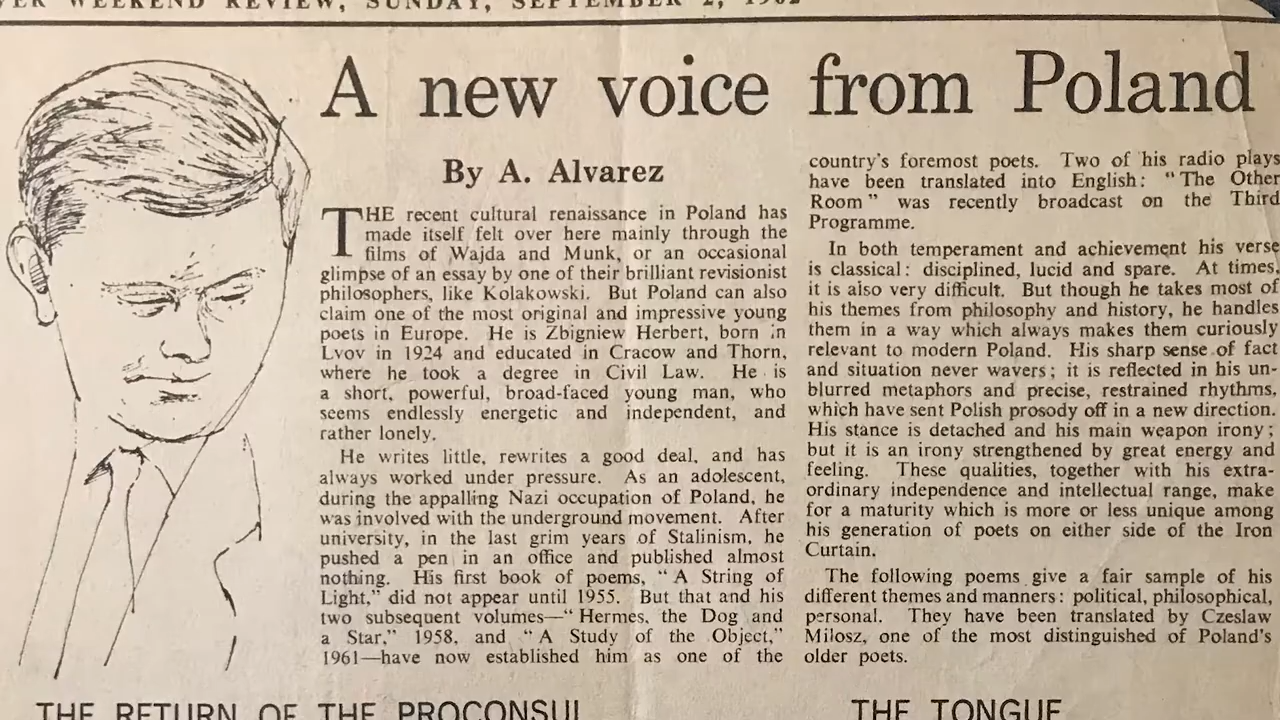 WEEKEND REVIEW, SUNDAY, SEPTEMBER 2, 1962
A new voice from Poland
By A. Alvarez
THE recent cultural renaissance in Poland has
made itself felt over here mainly through the
films of Wajda and Munk, or an occasional
glimpse of an essay by one of their brilliant revisionist
philosophers, like Kolakowski. But Poland can also
claim one of the most original and impressive young
poets in Europe. He is Zbigniew Herbert, born in
Lvov in 1924 and educated in Cracow and Thorn,
where he took a degree in Civil Law. He is
a short, powerful, broad-faced young man, who
seems endlessly energetic and independent, and
rather lonely.
He writes little, rewrites a good deal, and has
always worked under pressure. As an adolescent,
during the appalling Nazi occupation of Poland, he
was involved with the underground movement. After
university, in the last grim years of Stalinism, he
pushed a pen in an office and published almost
nothing. His first book of poems, "A String of
Light," did not appear until 1955. But that and his
two subsequent volumes—"Hermes, the Dog and
a Star," 1958, and "A Study of the Object,"
1961—have now established him as one of the
country's foremost poets. Two of his radio plays
have been translated into English: "The Other
Room" was recently broadcast on the Third
Programme.
In both temperament and achievement his verse
is classical: disciplined, lucid and spare. At times,
it is also very difficult. But though he takes most of
his themes from philosophy and history, he handles
them in a way which always makes them curiously
relevant to modern Poland. His sharp sense of fact
and situation never wavers; it is reflected in his un-
blurred metaphors and precise, restrained rhythms,
which have sent Polish prosody off in a new direction.
His stance is detached and his main weapon irony;
but it is an irony strengthened by great energy and
feeling. These qualities, together with his extra-
ordinary independence and intellectual range, make
for a maturity which is more or less unique among
his generation of poets on either side of the Iron
Curtain.
The following poems give a fair sample of his
different themes and manners: political, philosophical,
personal. They have been translated by Czeslaw
Milosz, one of the most distinguished of Poland's
older poets.
THE RETURN OF THE PROCONSUL
THE TONGUE